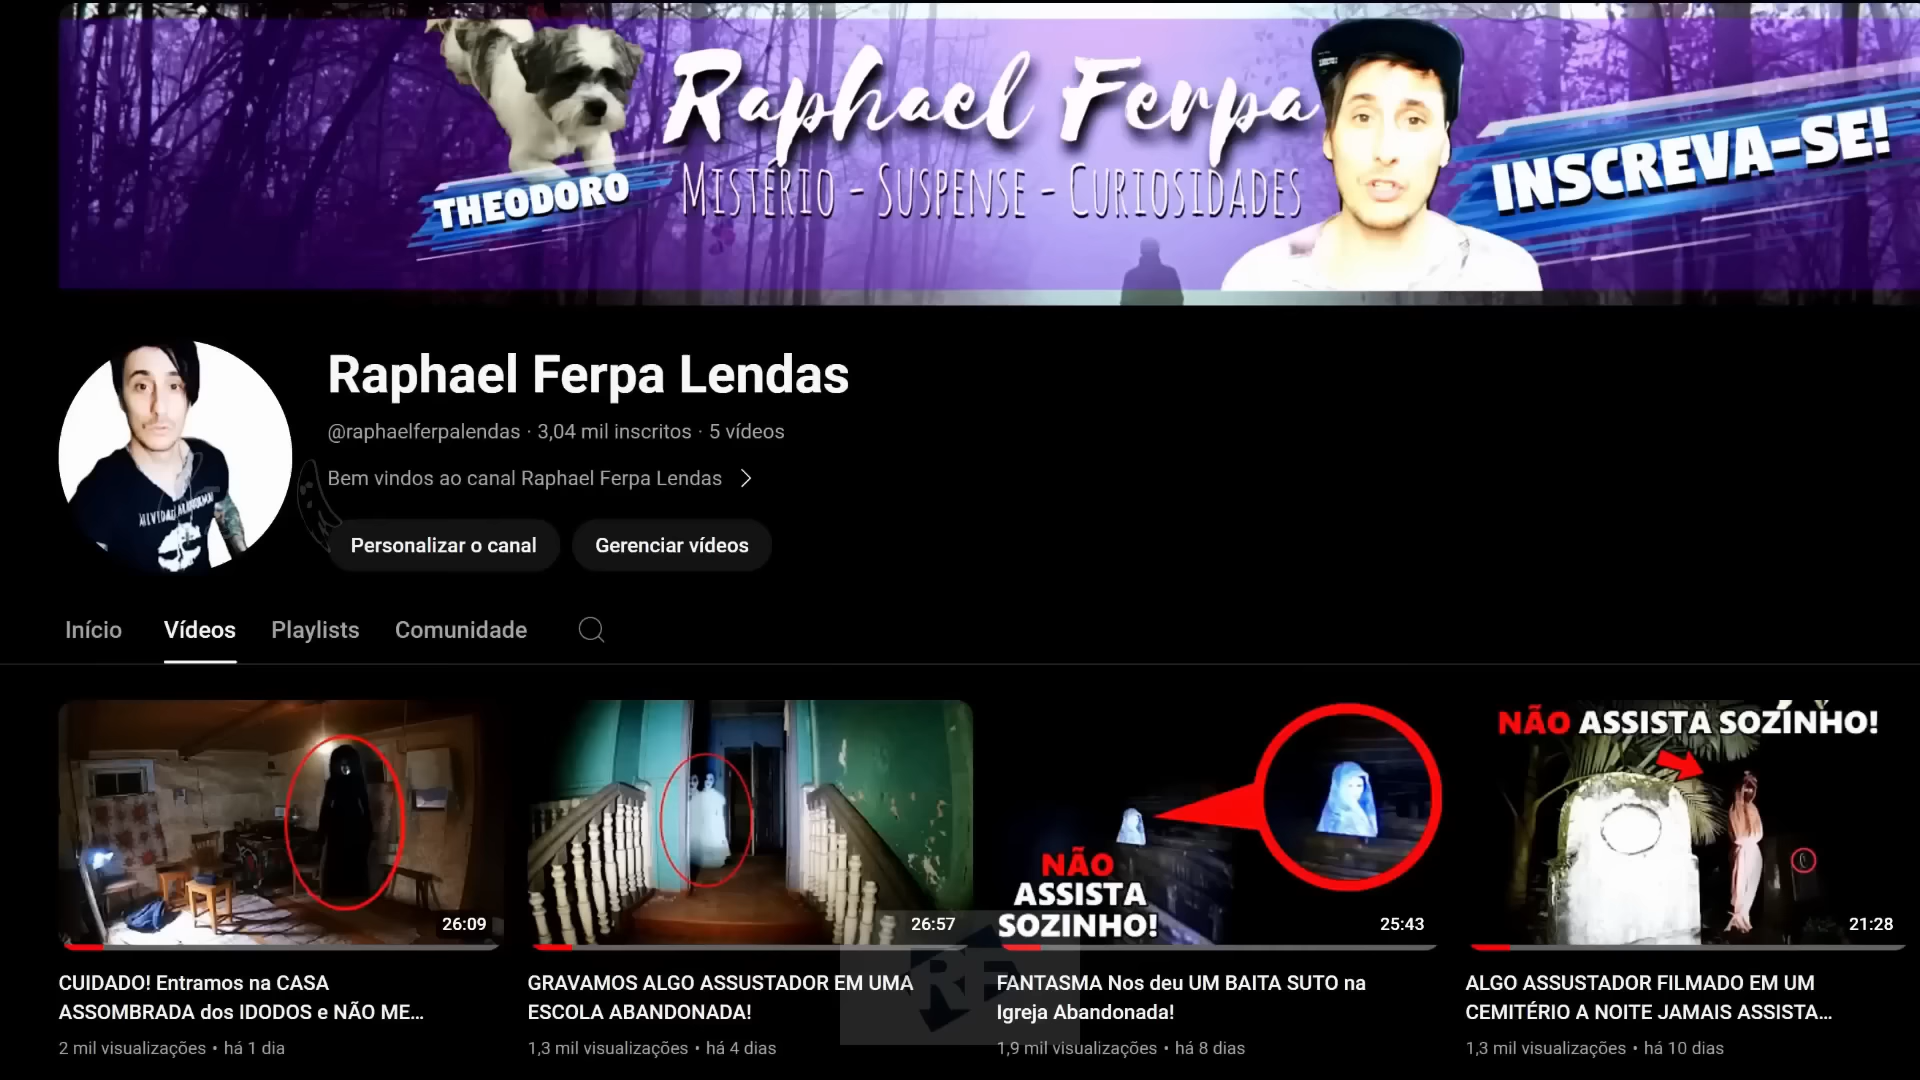 Raphael Ferpa
THEODORO
MISTÉRIO - SUSPENSE - CURIOSIDADES
INSCREVA-SE!
Raphael Ferpa Lendas
@raphaelferpalendas · 3,04 mil inscritos · 5 vídeos
Bem vindos ao canal Raphael Ferpa Lendas
Personalizar o canal
Gerenciar vídeos
Início
Vídeos
Playlists
Comunidade
26:09
26:57
NÃO
ASSISTA
SOZINHO!
25:43
NÃO ASSISTA SOZINHO!
21:28
CUIDADO! Entramos na CASA
ASSOMBRADA dos IDODOS e NÃO ME...
2 mil visualizações • há 1 dia
GRAVAMOS ALGO ASSUSTADOR EM UMA
ESCOLA ABANDONADA!
1,3 mil visualizações • há 4 dias
FANTASMA Nos deu UM BAITA SUTO na
Igreja Abandonada!
1,9 mil visualizações • há 8 dias
ALGO ASSUSTADOR FILMADO EM UM
CEMITÉRIO A NOITE JAMAIS ASSISTA...
1,3 mil visualizações • há 10 dias
RF